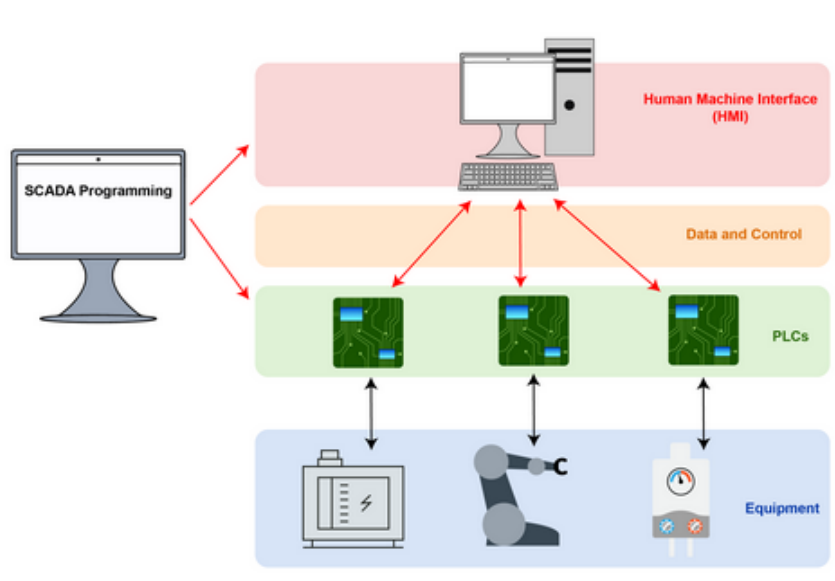 SCADA Programming
Human Machine Interface
(HMI)
Data and Control
PLCs
Equipment